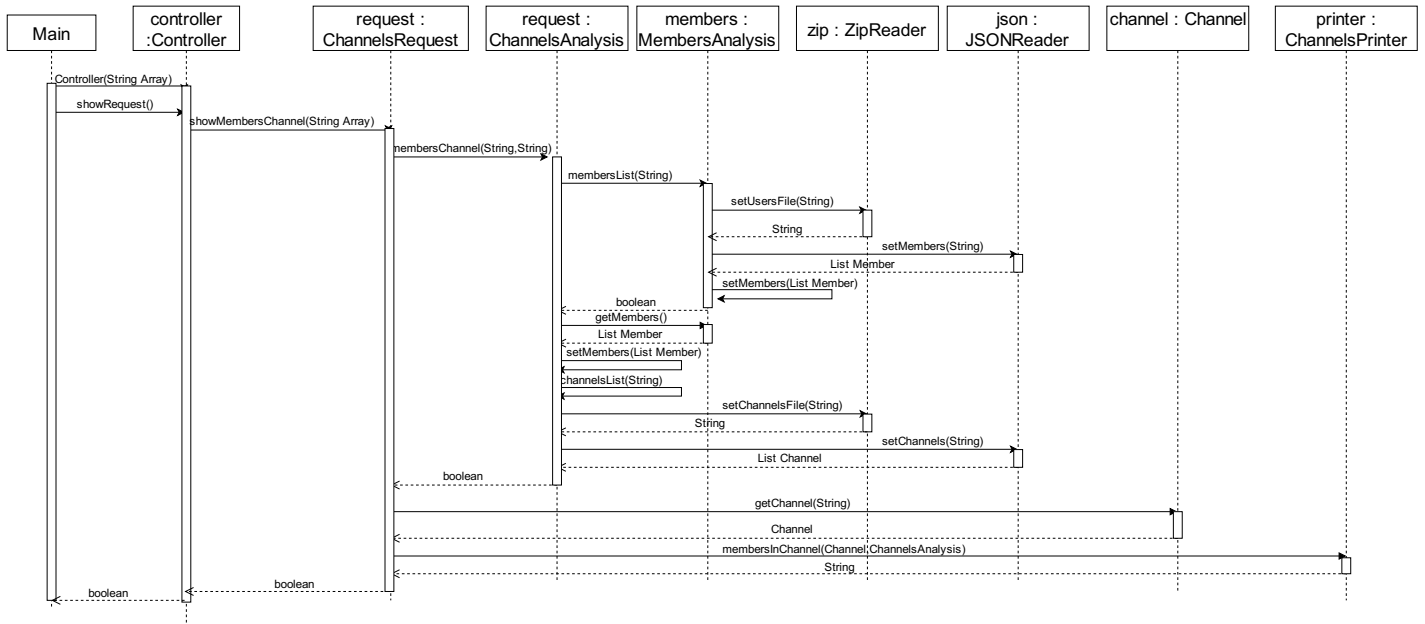 Main
controller
:Controller
request :
ChannelsRequest
request :
ChannelsAnalysis
members :
MembersAnalysis
zip : ZipReader
json :
JSONReader
channel : Channel
printer :
ChannelsPrinter
Controller(String Array)
showRequest()
showMembersChannel(String Array)
membersChannel(String,String)
membersList(String)
setUsersFile(String)
String
setMembers(String)
List Member
setMembers(List Member)
boolean
getMembers()
List Member
setMembers(List Member)
channelsList(String)
setChannelsFile(String)
String
setChannels(String)
List Channel
boolean
getChannel(String)
Channel
membersInChannel(Channel,ChannelsAnalysis)
String
boolean
boolean